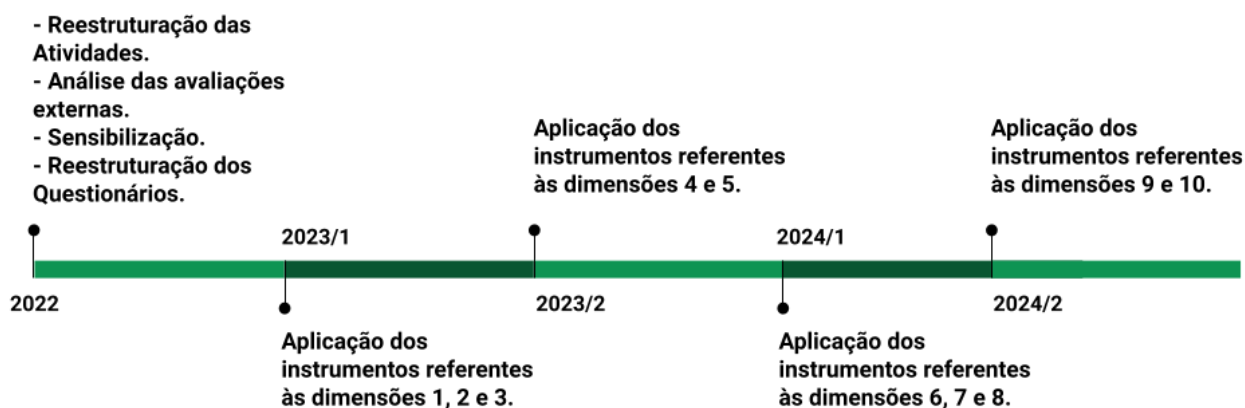 - Reestruturação das
Atividades.
- Análise das avaliações
externas.
- Sensibilização.
- Reestruturação dos
Questionários.
2022
2023/1
Aplicação dos
instrumentos referentes
às dimensões 1, 2 e 3.
Aplicação dos
instrumentos referentes
às dimensões 4 e 5.
2023/2
2024/1
Aplicação dos
instrumentos referentes
às dimensões 6, 7 e 8.
Aplicação dos
instrumentos referentes
às dimensões 9 e 10.
2024/2